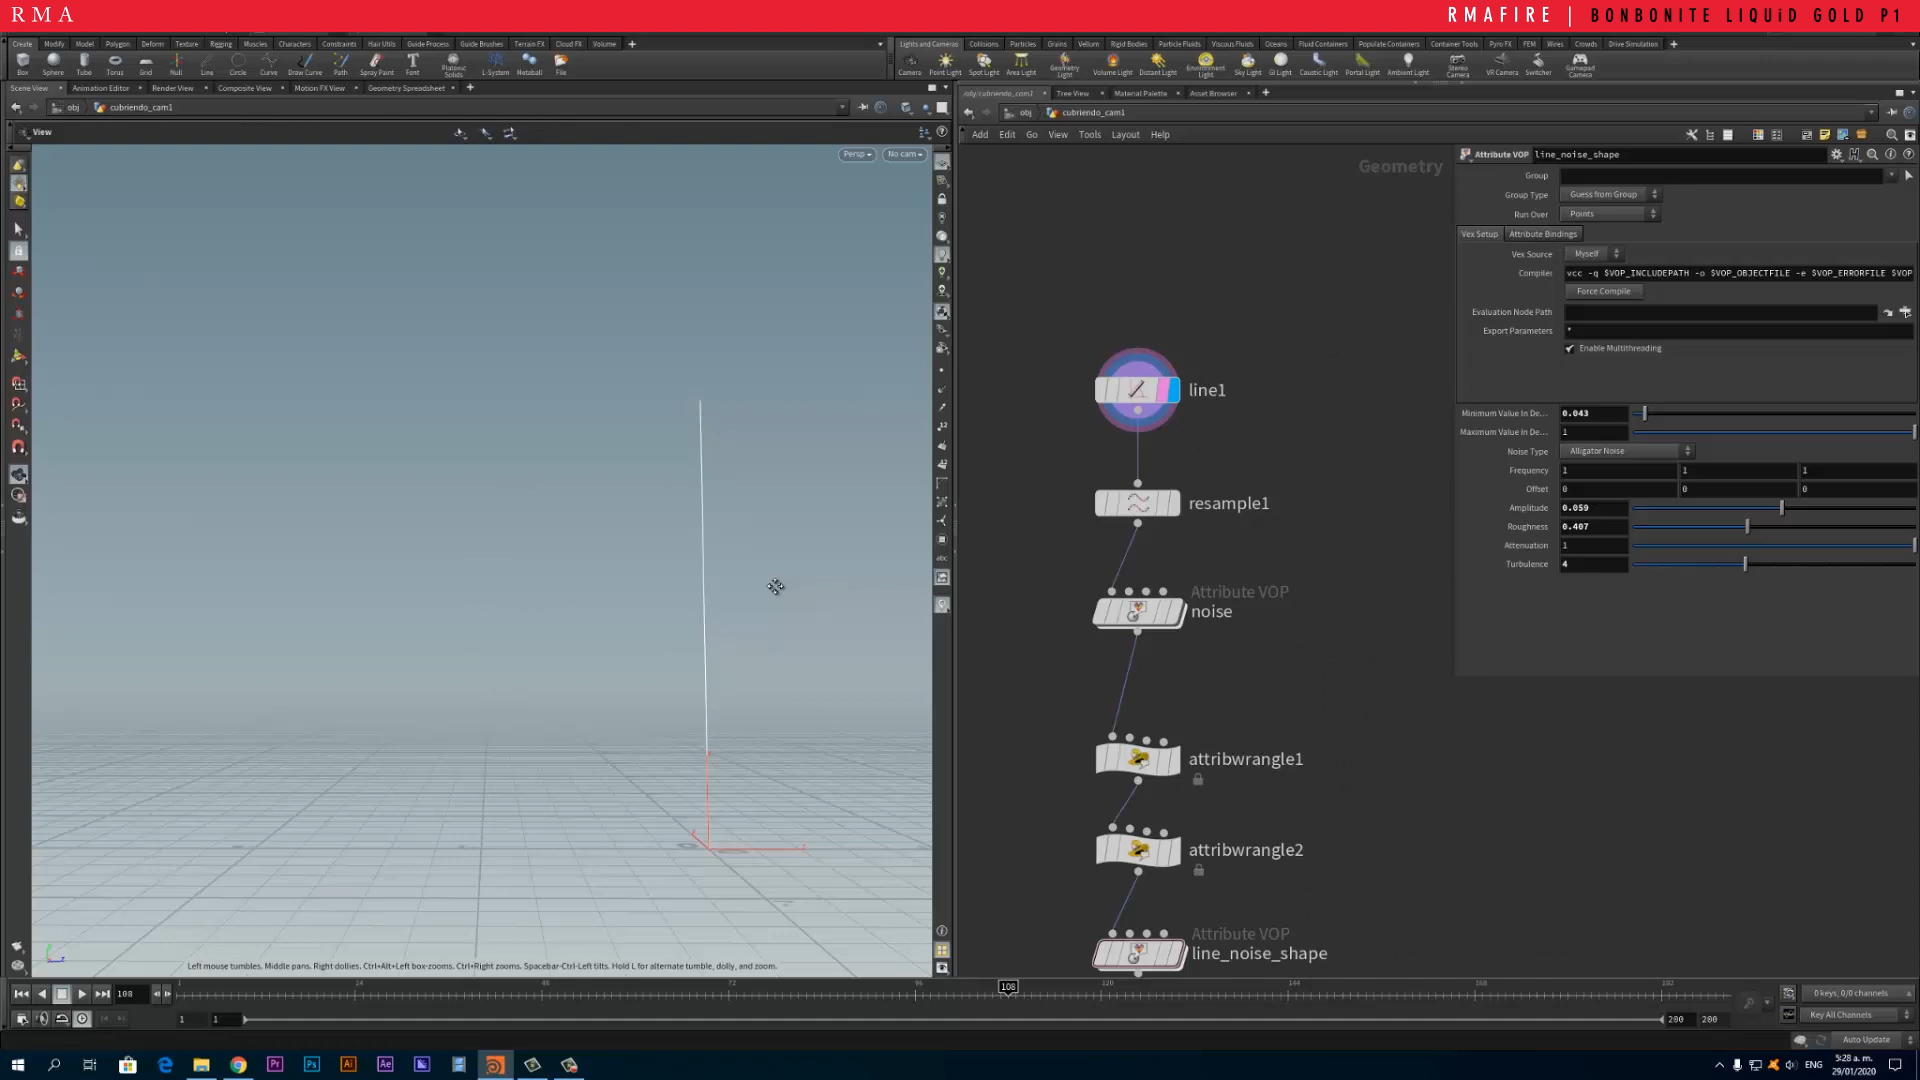 RMA
RMAFIRE | BONBONITE LIQUiD GOLD P1
Create Modify Model Polygon Deform Texture Rigging Muscles Characters Constraints Hair Utils Guide Process Guide Brushes Terrain FX Cloud FX Volume
Lights and Cameras Collisions Particles Grains Vellum Rigid Bodies Particle Fluids Viscous Fluids Oceans Fluid Containers Populate Containers Container Tools Pyro FX FEM Wires Crowds Drive Simulation
Box Sphere Tube Torus Grid Null Line Circle Curve Draw Curve Path Spray Paint Font Platonic Solids L-System Metaball File
Camera Point Light Spot Light Area Light Geometry Light Volume Light Distant Light Environment Light Sky Light GI Light Caustic Light Portal Light Ambient Light Stereo Camera VR Camera Switcher Gamepad Camera
Scene View Animation Editor Render View Composite View Motion FX View Geometry Spreadsheet
/obj/cubriendo_cam1 Tree View Material Palette Asset Browser
obj cubriendo_cam1
obj cubriendo_cam1
View
Add Edit Go View Tools Layout Help
Persp No cam
Geometry
Attribute VOP line_noise_shape
Group
Group Type Guess from Group
Run Over Points
Vex Setup Attribute Bindings
Vex Source Myself
Compiler vcc -q $VOP_INCLUDEPATH -o $VOP_OBJECTFILE -e $VOP_ERRORFILE $VOP
Force Compile
Evaluation Node Path
Export Parameters *
Enable Multithreading
Minimum Value In De... 0.043
Maximum Value In De... 1
Noise Type Alligator Noise
Frequency 1 1 1
Offset 0 0 0
Amplitude 0.059
Roughness 0.407
Attenuation 1
Turbulence 4
line1
resample1
Attribute VOP
noise
attribwrangle1
attribwrangle2
Attribute VOP
line_noise_shape
abc
Left mouse tumbles. Middle pans. Right dollies. Ctrl+Alt+Left box-zooms. Ctrl+Right zooms. Spacebar-Ctrl-Left tilts. Hold L for alternate tumble, dolly, and zoom.
108 1 24 48 72 96 108 120 144 168 192
0 keys, 0/0 channels
1 1 200 200
Key All Channels
Auto Update
ENG
5:28 a. m.
29/01/2020